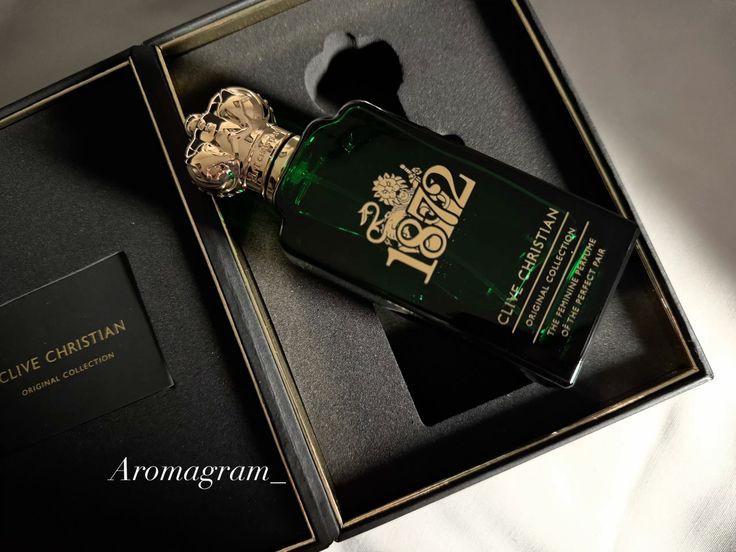 1872
CLIVE CHRISTIAN
ORIGINAL COLLECTION
THE FEMININE PERFUME
OF THE PERFECT PAIR
CLIVE CHRISTIAN
ORIGINAL COLLECTION
Aromagram_